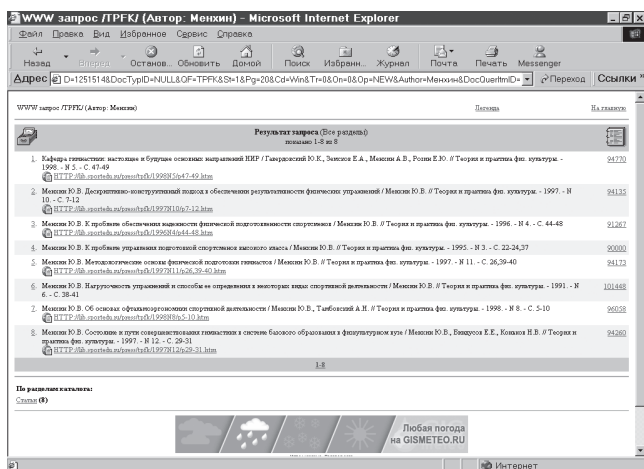 WWW запрос /TPFK/ (Автор: Менхин) - Microsoft Internet Explorer
Файл Правка Вид Избранное Сервис Справка
Назад Вперед Останов... Обновить Домой Поиск Избранн... Журнал Почта Печать Messenger
Адрес D=1251514&DocTypID=NULL&GF=TPFK&St=1&Pg=20&Cd=Win&Tr=0&On=0&Op=NEW&Author=Менхин&DocQuerItmID= Переход Ссылки »
WWW запрос /TPFK/ (Автор: Менхин) Легенда На главную
Результат запроса (Все разделы)
показано 1-8 из 8
1. Кафедра гимнастики: настоящее и будущее основных направлений НИР / Гавердовский Ю.К., Земсков Е.А., Менхин А.В., Розин Е.Ю. // Теория и практика физ. культуры. - 94770
1998. - N 5. - С. 47-49
HTTP://lib.sportedu.ru/press/tpfk/1998N5/p47-49.htm
2. Менхин Ю.В. Дескриптивно-конструктивный подход к обеспечении результативности физических упражнений / Менхин Ю.В. // Теория и практика физ. культуры. - 1997. - N 94135
10. - С. 7-12
HTTP://lib.sportedu.ru/press/tpfk/1997N10/p7-12.htm
3. Менхин Ю.В. К проблеме обеспечения надежности физической подготовленности спортсменов / Менхин Ю.В. // Теория и практика физ. культуры. - 1996. - N 4. - С. 44-48 91267
HTTP://lib.sportedu.ru/press/tpfk/1996N4/p44-48.htm
4. Менхин Ю.В. К проблеме управления подготовкой спортсменов высокого класса / Менхин Ю.В. // Теория и практика физ. культуры. - 1995. - N 3. - С. 22-24,37 90000
5. Менхин Ю.В. Методологические основы физической подготовки гимнастов / Менхин Ю.В. // Теория и практика физ. культуры. - 1997. - N 11. - С. 26,39-40 94173
HTTP://lib.sportedu.ru/press/tpfk/1997N11/p26,39-40.htm
6. Менхин Ю.В. Нагрузочность упражнений и способы ее определения в некоторых видах спортивной деятельности / Менхин Ю.В. // Теория и практика физ. культуры. - 1991. - N 101448
6. - С. 38-41
7. Менхин Ю.В. Об основах офтальмоэргономики спортивной деятельности / Менхин Ю.В., Тамбовский А.Н. // Теория и практика физ. культуры. - 1998. - N 8. - С. 5-10 96058
HTTP://lib.sportedu.ru/press/tpfk/1998N8/p5-10.htm
8. Менхин Ю.В. Состояние и пути совершенствования гимнастики в системе базового образования в физкультурном вузе / Менхин Ю.В., Биндусов Е.Е., Коньков Н.В. // Теория и 94260
практика физ. культуры. - 1997. - N 12. - С. 29-31
HTTP://lib.sportedu.ru/press/tpfk/1997N12/p29-31.htm
1-8
По разделам каталога:
Статьи (8)
Любая погода
на GISMETEO.RU
Интернет